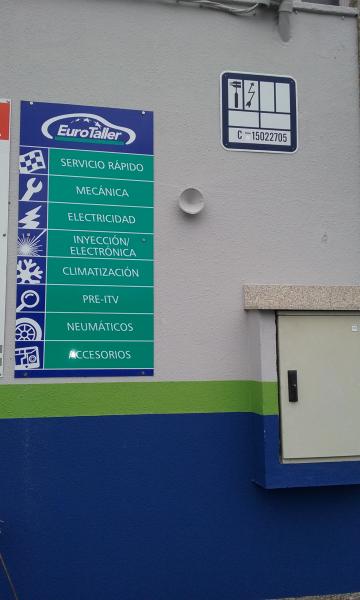 EuroTaller
SERVICIO RÁPIDO
MECÁNICA
ELECTRICIDAD
INYECCIÓN/
ELECTRÓNICA
CLIMATIZACIÓN
PRE-ITV
NEUMÁTICOS
ACCESORIOS
C 15022705